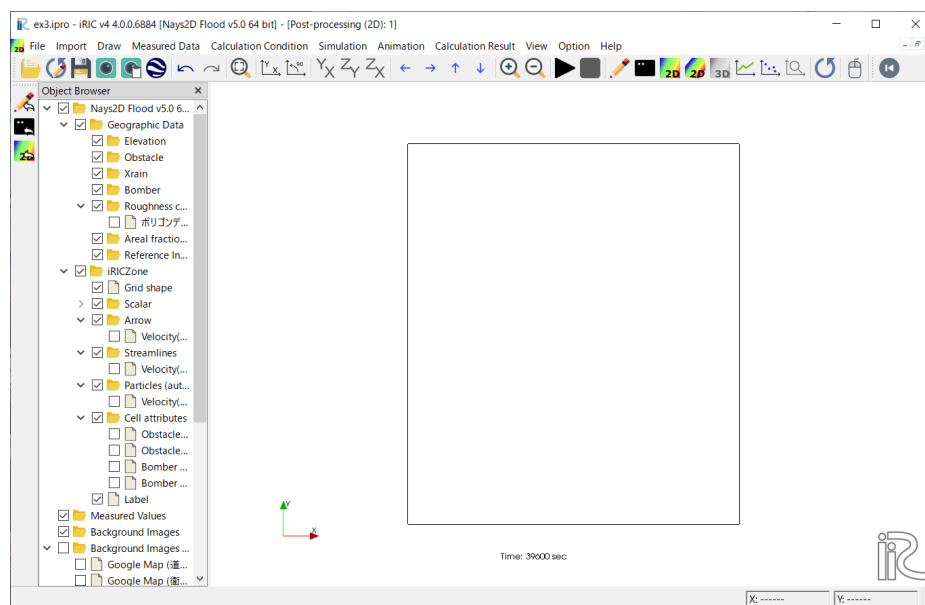 ex3.ipro - iRIC v4 4.0.0.6884 [Nays2D Flood v5.0 64 bit] - [Post-processing (2D): 1]
File Import Draw Measured Data Calculation Condition Simulation Animation Calculation Result View Option Help
Object Browser
Nays2D Flood v5.0 6...
Geographic Data
Elevation
Obstacle
Xrain
Bomber
Roughness c...
ポリゴンデ...
Areal fractio...
Reference In...
iRICZone
Grid shape
Scalar
Arrow
Velocity(...
Streamlines
Velocity(...
Particles (aut...
Velocity(...
Cell attributes
Obstacle...
Obstacle...
Bomber ...
Bomber ...
Label
Measured Values
Background Images
Background Images ...
Google Map (道...
Google Map (衛...
Y
X
Time: 39600 sec
iRIC
X: ------ Y: ------